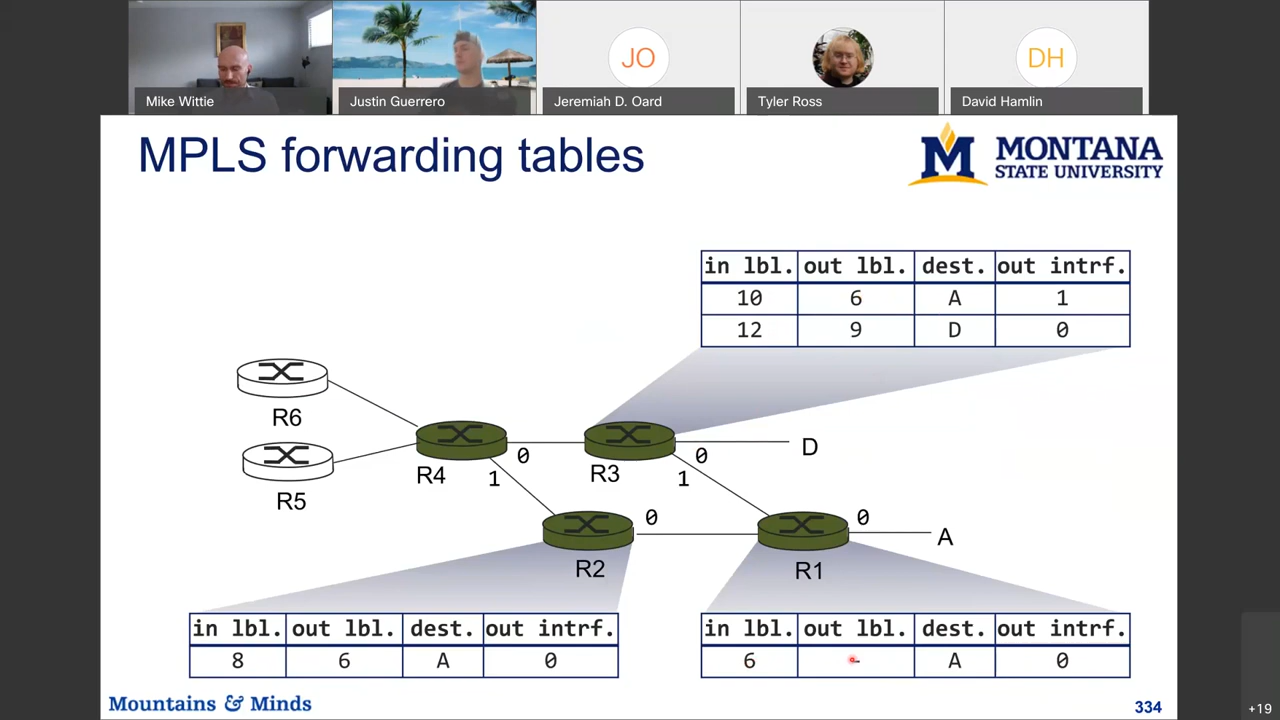 JO
DH
Mike Wittie
Justin Guerrero
Jeremiah D. Oard
Tyler Ross
David Hamlin
MPLS forwarding tables
M MONTANA
STATE UNIVERSITY
in lbl. out lbl. dest. out intrf.
10 6 A 1
12 9 D 0
R6
R5
R4
0
1
R3
0
1
D
R2
0
R1
0
A
in lbl. out lbl. dest. out intrf.
8 6 A 0
in lbl. out lbl. dest. out intrf.
6 - A 0
Mountains & Minds
334
+19